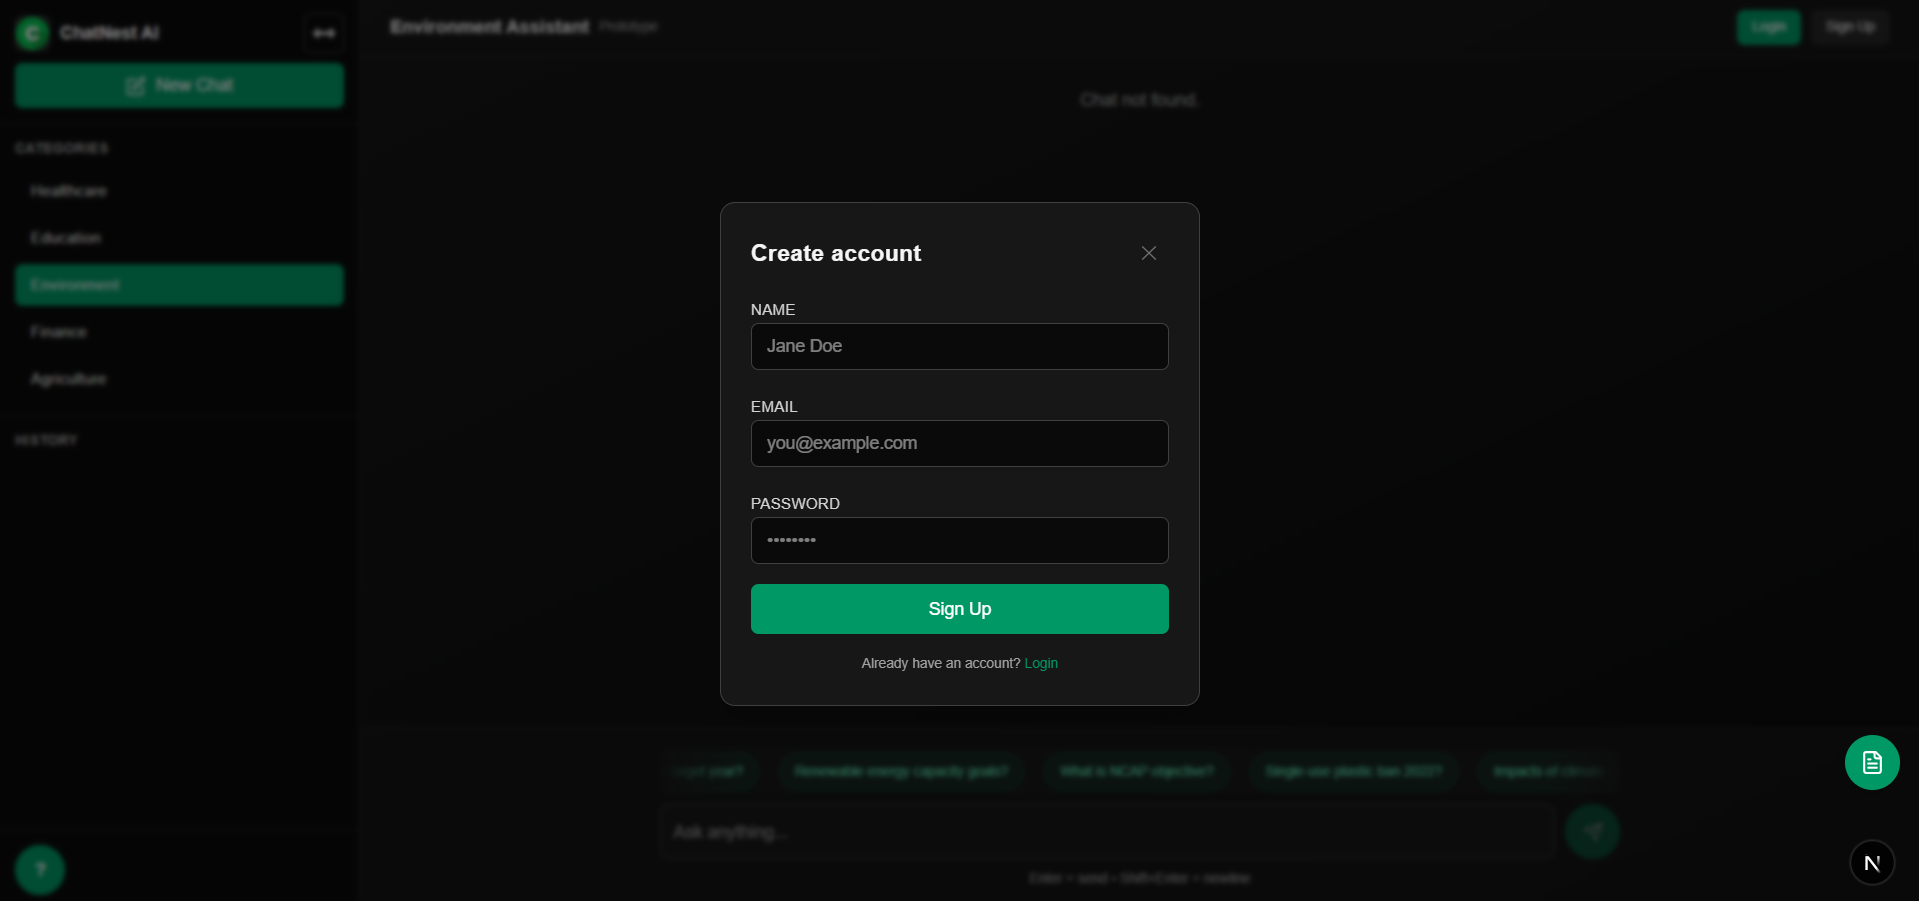 C ChatNest AI
New Chat
CATEGORIES
Healthcare
Education
Environment
Finance
Agriculture
HISTORY
?
Environment Assistant Prototype
Login
Sign Up
Chat not found.
Create account
NAME
Jane Doe
EMAIL
you@example.com
PASSWORD
••••••••
Sign Up
Already have an account? Login
year?
Renewable energy capacity goals?
What is NCAP objective?
Single-use plastic ban 2022?
Impacts of
Ask anything...
Enter = send • Shift+Enter = newline
N